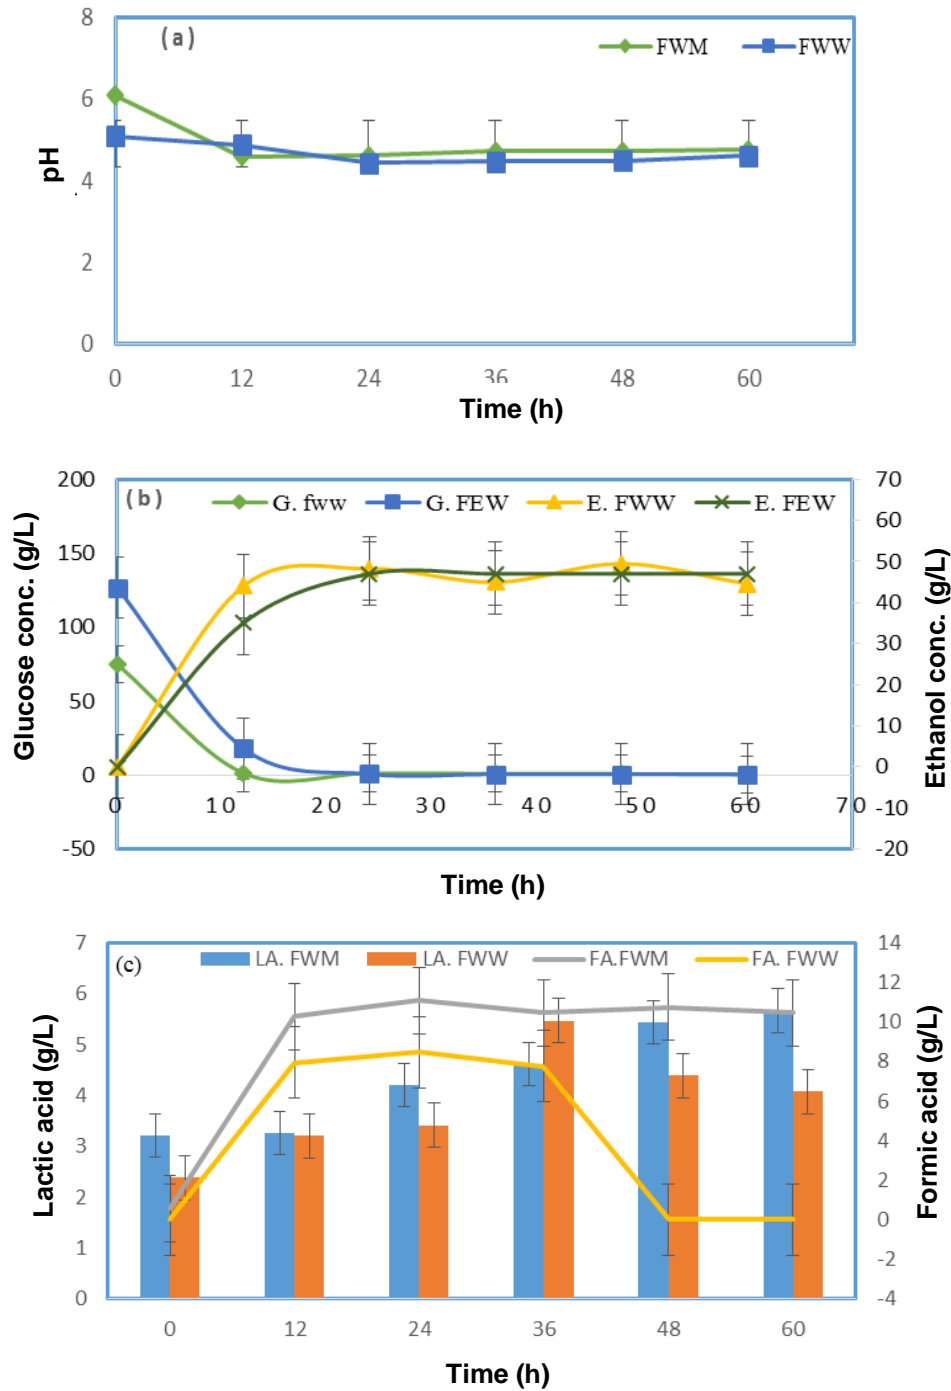 8
(a)
FWM FWW
6
pH
4
2
0
0 12 24 36 48 60
Time (h)
200 70
(b) G. fww G. FEW E. FWW E. FEW
60
150 50
40
100
30
50 20
10
0 0
0 10 20 30 40 50 60 70
-10
-50 -20
Glucose conc. (g/L)
Ethanol conc. (g/L)
Time (h)
7 14
(c) LA. FWM LA. FWW FA.FWM FA. FWW
6 12
10
5
8
4
6
3 4
2 2
0
1
-2
0 -4
Lactic acid (g/L)
Formic acid (g/L)
0 12 24 36 48 60
Time (h)